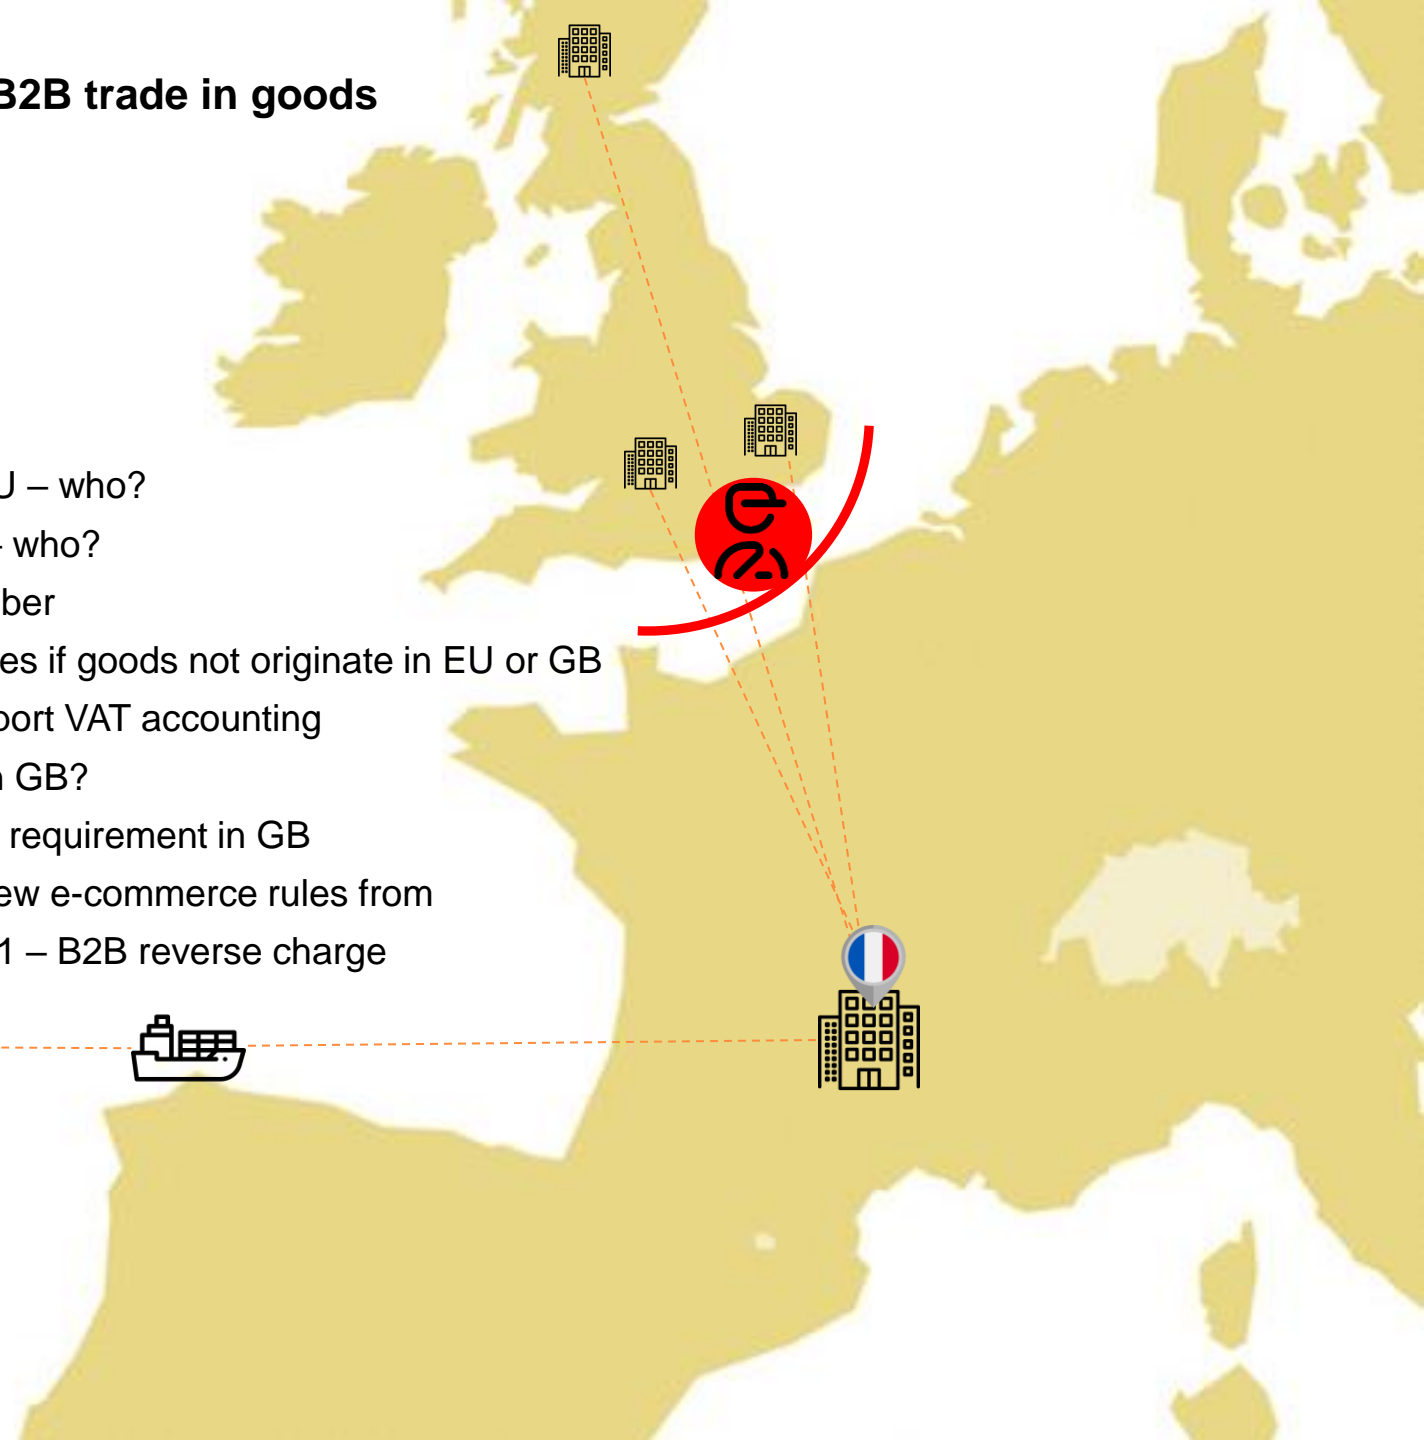 B2B trade in goods
U – who?
- who?
ber
es if goods not originate in EU or GB
port VAT accounting
n GB?
requirement in GB
ew e-commerce rules from
1 – B2B reverse charge